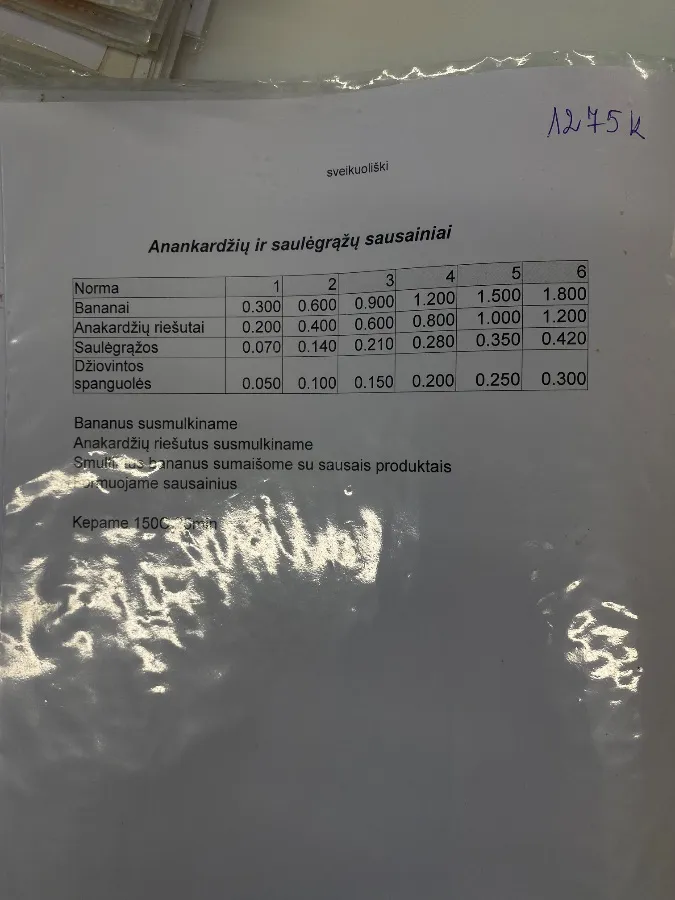 1275k
sveikuoliški
Anankardžių ir saulėgrąžų sausainiai
Norma 1 2 3 4 5 6
Bananai 0.300 0.600 0.900 1.200 1.500 1.800
Anakardžių riešutai 0.200 0.400 0.600 0.800 1.000 1.200
Saulėgrąžos 0.070 0.140 0.210 0.280 0.350 0.420
Džiovintos
spanguolės 0.050 0.100 0.150 0.200 0.250 0.300
Bananus susmulkiname
Anakardžių riešutus susmulkiname
bananus sumaišome su sausais produktais
sausainius
Kepame 150C